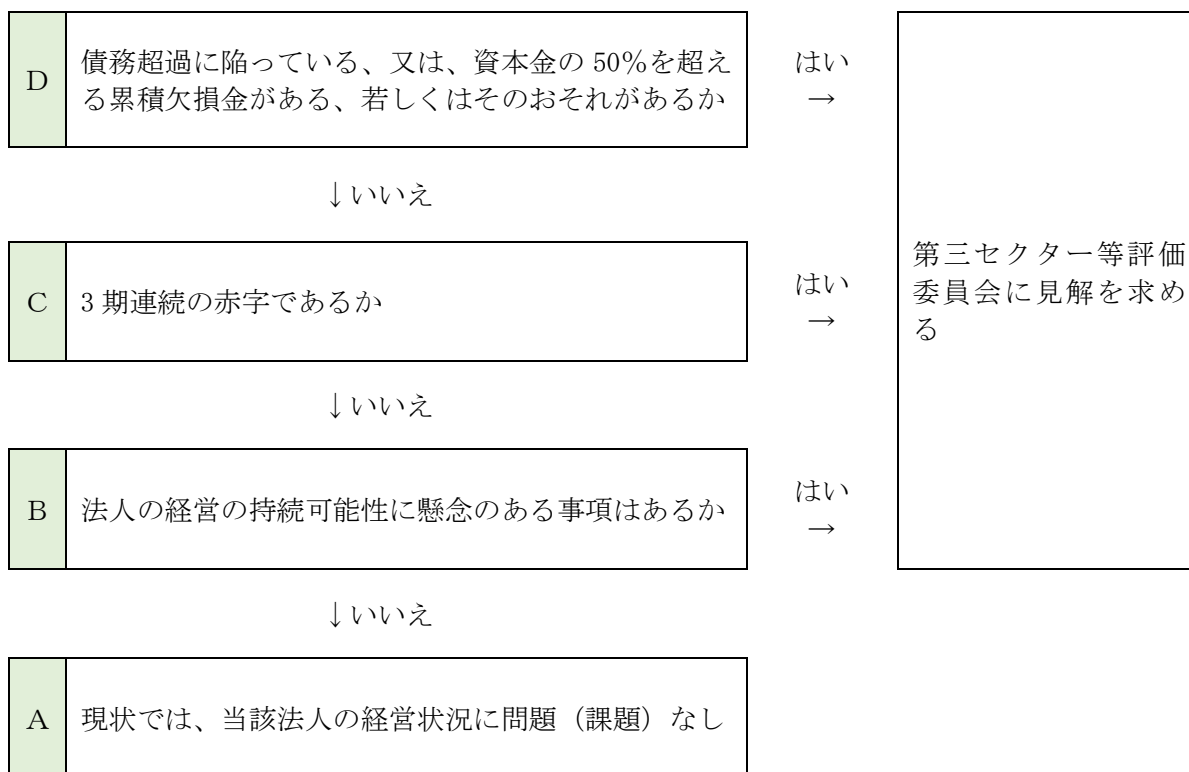 D
債務超過に陥っている、又は、資本金の 50％を超え
る累積欠損金がある、若しくはそのおそれがあるか
はい
→
↓いいえ
C
3 期連続の赤字であるか
はい
→
第三セクター等評価
委員会に見解を求め
る
↓いいえ
B
法人の経営の持続可能性に懸念のある事項はあるか
はい
→
↓いいえ
A
現状では、当該法人の経営状況に問題（課題）なし